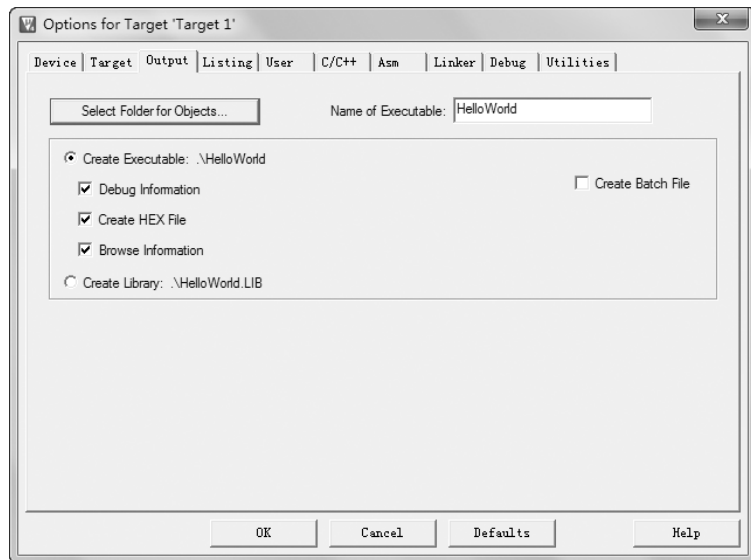 Options for Target 'Target 1'
Device Target Output Listing User C/C++ Asm Linker Debug Utilities
Select Folder for Objects... Name of Executable: HelloWorld
Create Executable: .\HelloWorld
Debug Information Create Batch File
Create HEX File
Browse Information
Create Library: .\HelloWorld.LIB
OK Cancel Defaults Help